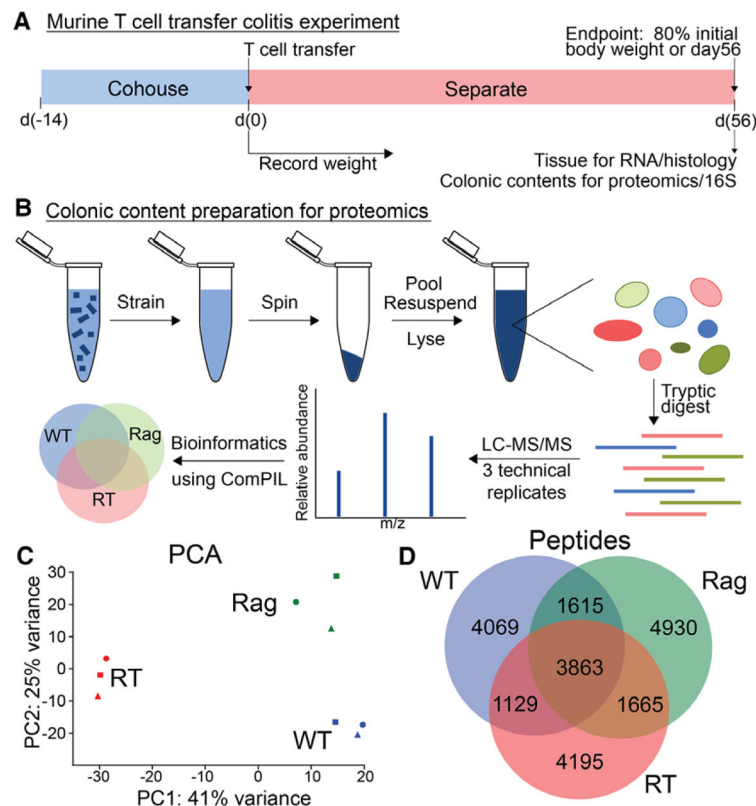 A Murine T cell transfer colitis experiment
T cell transfer
Endpoint: 80% initial
body weight or day56
Cohouse
Separate
d(-14)
d(0)
d(56)
Record weight
Tissue for RNA/histology
Colonic contents for proteomics/16S
B Colonic content preparation for proteomics
Strain
Spin
Pool
Resuspend
Lyse
Tryptic
digest
LC-MS/MS
3 technical
replicates
Relative abundance
m/z
Bioinformatics
using ComPIL
WT
Rag
RT
C PCA
30
20
10
0
-10
-20
PC2: 25% variance
Rag
RT
WT
-30
-20
-10
0
10
20
PC1: 41% variance
D Peptides
WT
Rag
1615
4069
4930
3863
1129
1665
4195
RT